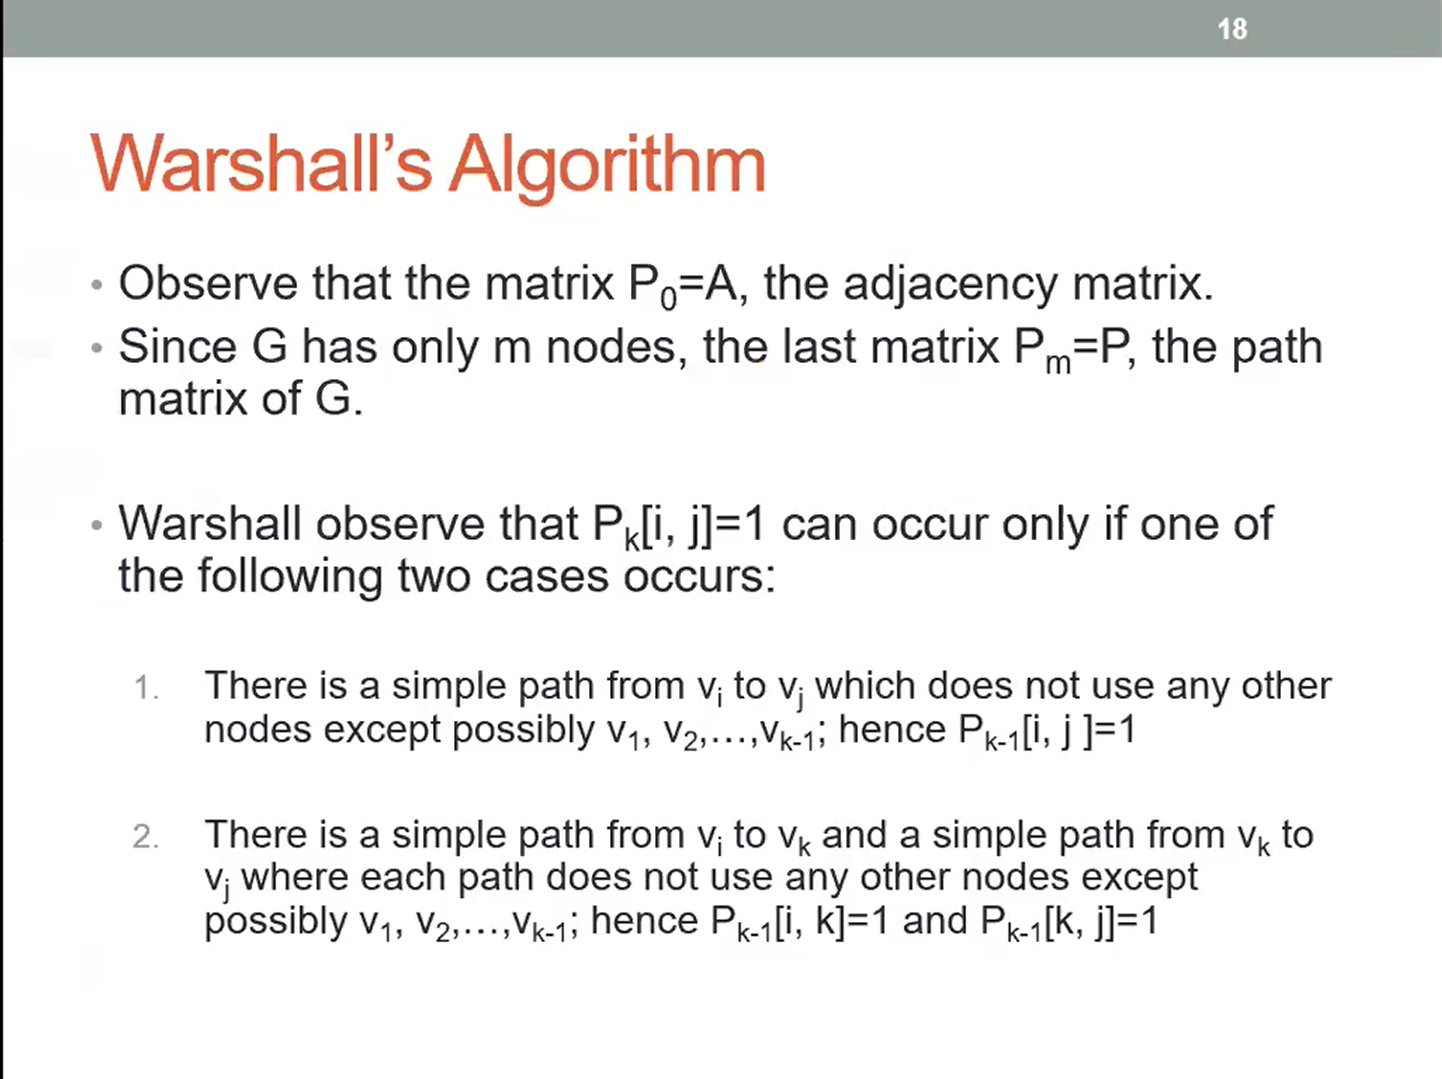 18
Warshall’s Algorithm
• Observe that the matrix P₀=A, the adjacency matrix.
• Since G has only m nodes, the last matrix Pₘ=P, the path
matrix of G.
• Warshall observe that Pₖ[i, j]=1 can occur only if one of
the following two cases occurs:
1. There is a simple path from vᵢ to vⱼ which does not use any other
nodes except possibly v₁, v₂,…,vₖ₋₁; hence Pₖ₋₁[i, j ]=1
2. There is a simple path from vᵢ to vₖ and a simple path from vₖ to
vⱼ where each path does not use any other nodes except
possibly v₁, v₂,…,vₖ₋₁; hence Pₖ₋₁[i, k]=1 and Pₖ₋₁[k, j]=1